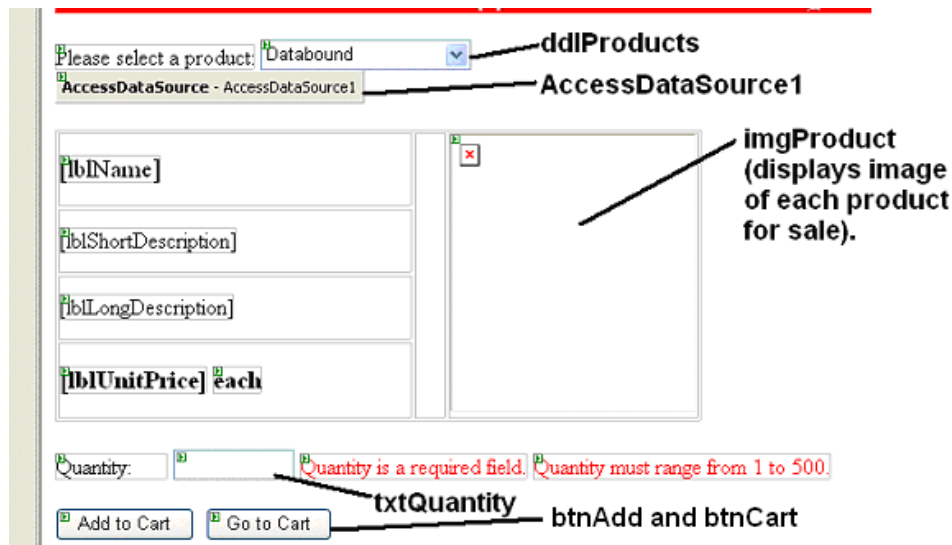 Please select a product: Databound ddlProducts
AccessDataSource - AccessDataSource1 AccessDataSource1
imgProduct
(displays image
of each product
for sale).
[lblName]
[lblShortDescription]
[lblLongDescription]
[lblUnitPrice] each
Quantity: Quantity is a required field. Quantity must range from 1 to 500.
txtQuantity
Add to Cart Go to Cart btnAdd and btnCart